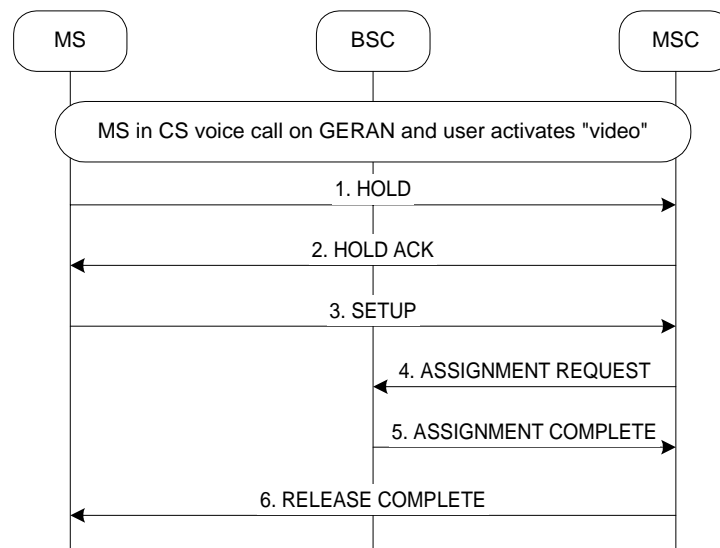 MS
BSC
MSC
MS in CS voice call on GERAN and user activates "video"
1. HOLD
2. HOLD ACK
3. SETUP
4. ASSIGNMENT REQUEST
5. ASSIGNMENT COMPLETE
6. RELEASE COMPLETE